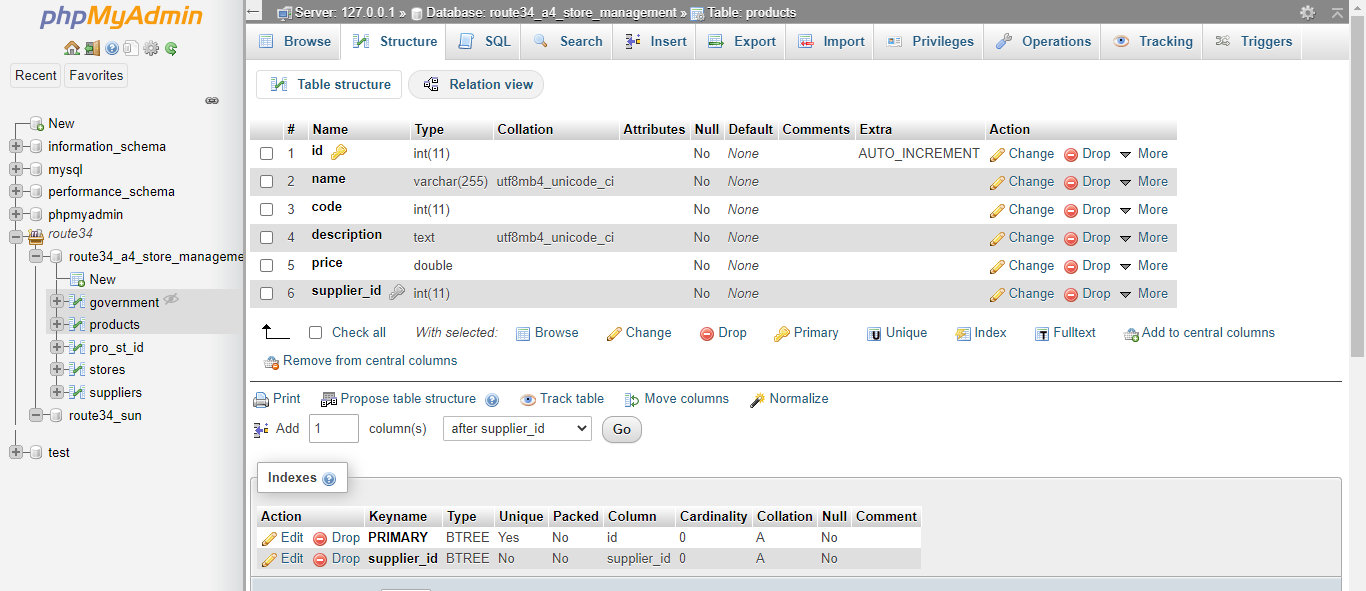 phpMyAdmin
Recent Favorites
New
information_schema
mysql
performance_schema
phpmyadmin
route34
route34_a4_store_manageme
New
government
products
pro_st_id
stores
suppliers
route34_sun
test
Server: 127.0.0.1 » Database: route34_a4_store_management » Table: products
Browse Structure SQL Search Insert Export Import Privileges Operations Tracking Triggers
Table structure Relation view
# Name Type Collation Attributes Null Default Comments Extra Action
1 id int(11) No None AUTO_INCREMENT Change Drop More
2 name varchar(255) utf8mb4_unicode_ci No None Change Drop More
3 code int(11) No None Change Drop More
4 description text utf8mb4_unicode_ci No None Change Drop More
5 price double No None Change Drop More
6 supplier_id int(11) No None Change Drop More
Check all With selected: Browse Change Drop Primary Unique Index Fulltext Add to central columns
Remove from central columns
Print Propose table structure Track table Move columns Normalize
Add 1 column(s) after supplier_id Go
Indexes
Action Keyname Type Unique Packed Column Cardinality Collation Null Comment
Edit Drop PRIMARY BTREE Yes No id 0 A No
Edit Drop supplier_id BTREE No No supplier_id 0 A No